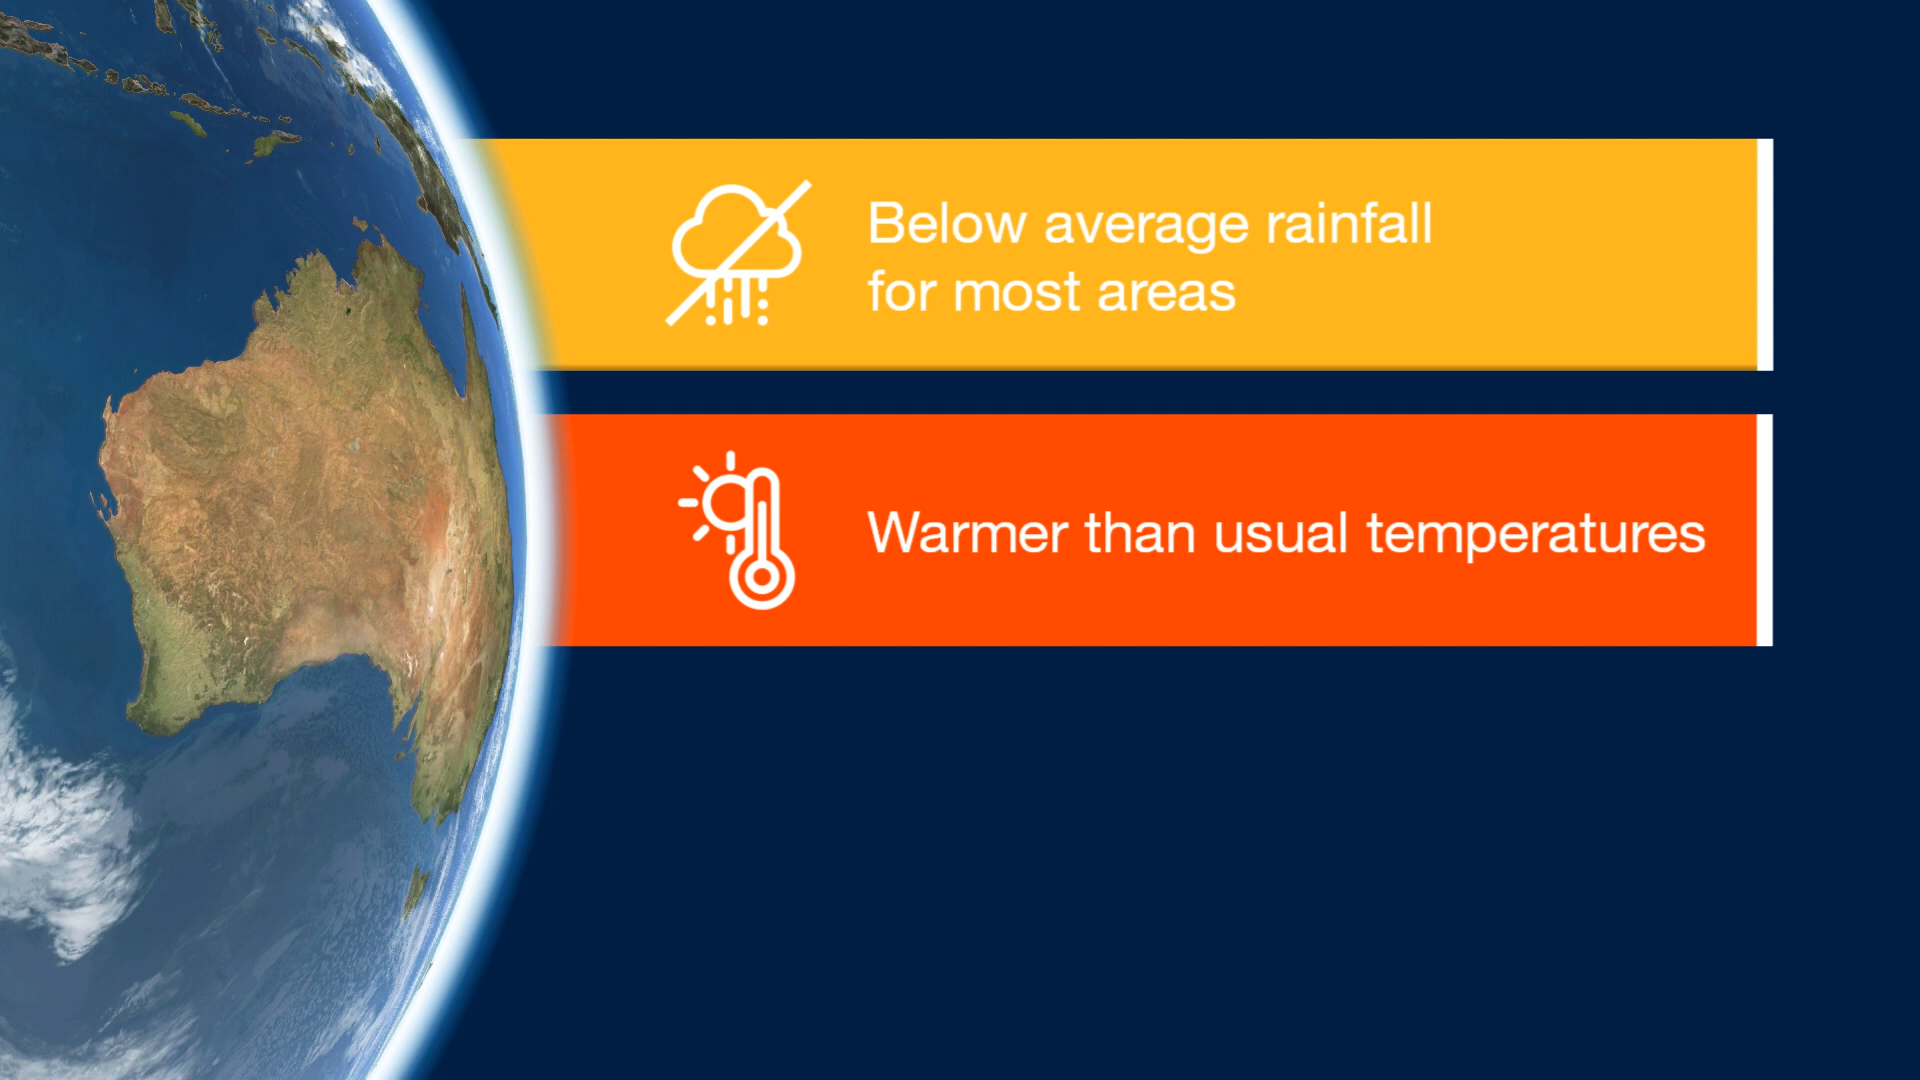 Below average rainfall
for most areas
Warmer than usual temperatures